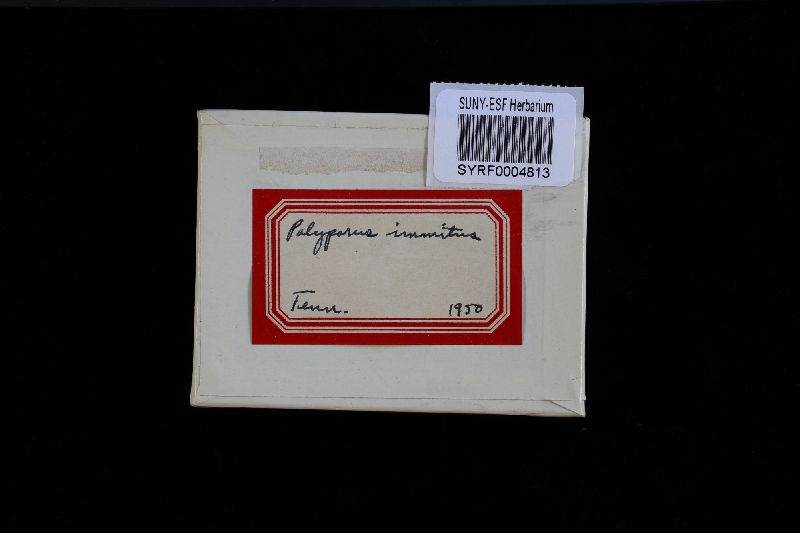 SUNY-ESF Herbarium
SYRF0004813
Polyporus immitus
Tenn. 1950